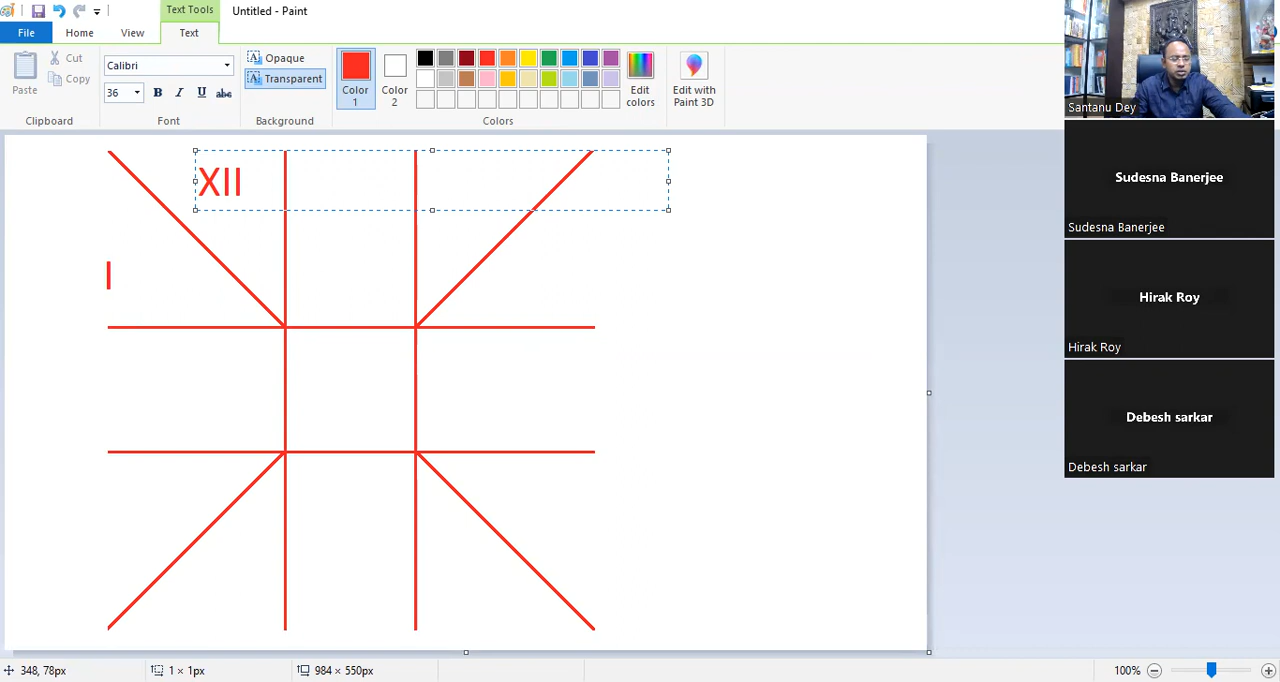 Text Tools
Untitled - Paint
File
Home
View
Text
Paste
Cut
Copy
Clipboard
Calibri
36
B I U abc
Font
Opaque
Transparent
Background
Color 1
Color 2
Edit colors
Colors
Edit with Paint 3D
XII
I
Santanu Dey
Sudesna Banerjee
Sudesna Banerjee
Hirak Roy
Hirak Roy
Debesh sarkar
Debesh sarkar
348, 78px
1 × 1px
984 × 550px
100%